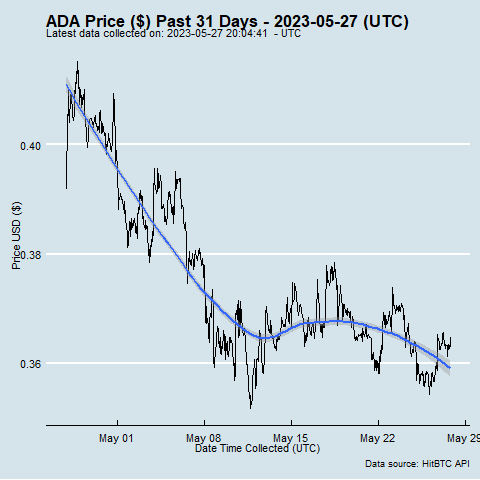 ADA Price ($) Past 31 Days - 2023-05-27 (UTC)
Latest data collected on: 2023-05-27 20:04:41 - UTC
0.40
0.38
0.36
Price USD ($)
May 01
May 08
May 15
May 22
May 29
Date Time Collected (UTC)
Data source: HitBTC API